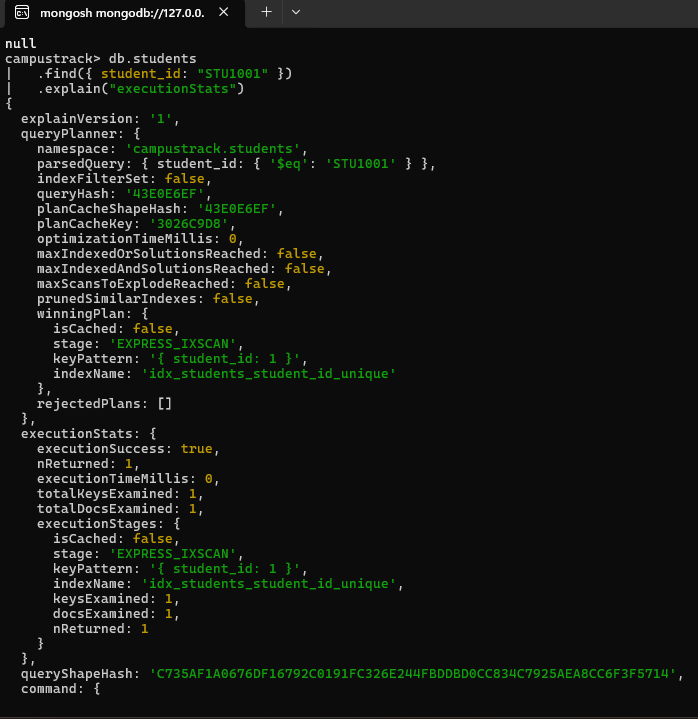 mongosh mongodb://127.0.0.
null
campustrack> db.students
|   .find({ student_id: "STU1001" })
|   .explain("executionStats")
{
  explainVersion: '1',
  queryPlanner: {
    namespace: 'campustrack.students',
    parsedQuery: { student_id: { '$eq': 'STU1001' } },
    indexFilterSet: false,
    queryHash: '43E0E6EF',
    planCacheShapeHash: '43E0E6EF',
    planCacheKey: '3026C9D8',
    optimizationTimeMillis: 0,
    maxIndexedOrSolutionsReached: false,
    maxIndexedAndSolutionsReached: false,
    maxScansToExplodeReached: false,
    prunedSimilarIndexes: false,
    winningPlan: {
      isCached: false,
      stage: 'EXPRESS_IXSCAN',
      keyPattern: '{ student_id: 1 }',
      indexName: 'idx_students_student_id_unique'
    },
    rejectedPlans: []
  },
  executionStats: {
    executionSuccess: true,
    nReturned: 1,
    executionTimeMillis: 0,
    totalKeysExamined: 1,
    totalDocsExamined: 1,
    executionStages: {
      isCached: false,
      stage: 'EXPRESS_IXSCAN',
      keyPattern: '{ student_id: 1 }',
      indexName: 'idx_students_student_id_unique',
      keysExamined: 1,
      docsExamined: 1,
      nReturned: 1
    }
  },
  queryShapeHash: 'C735AF1A0676DF16792C0191FC326E244FBDDBD0CC834C7925AEA8CC6F3F5714',
  command: {